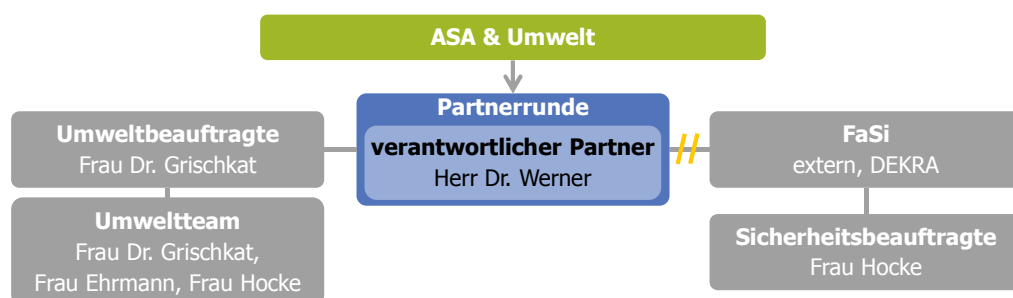 ASA & Umwelt
Partnerrunde
verantwortlicher Partner
Herr Dr. Werner
Umweltbeauftragte
Frau Dr. Grischkat
Umweltteam
Frau Dr. Grischkat,
Frau Ehrmann, Frau Hocke
FaSi
extern, DEKRA
Sicherheitsbeauftragte
Frau Hocke